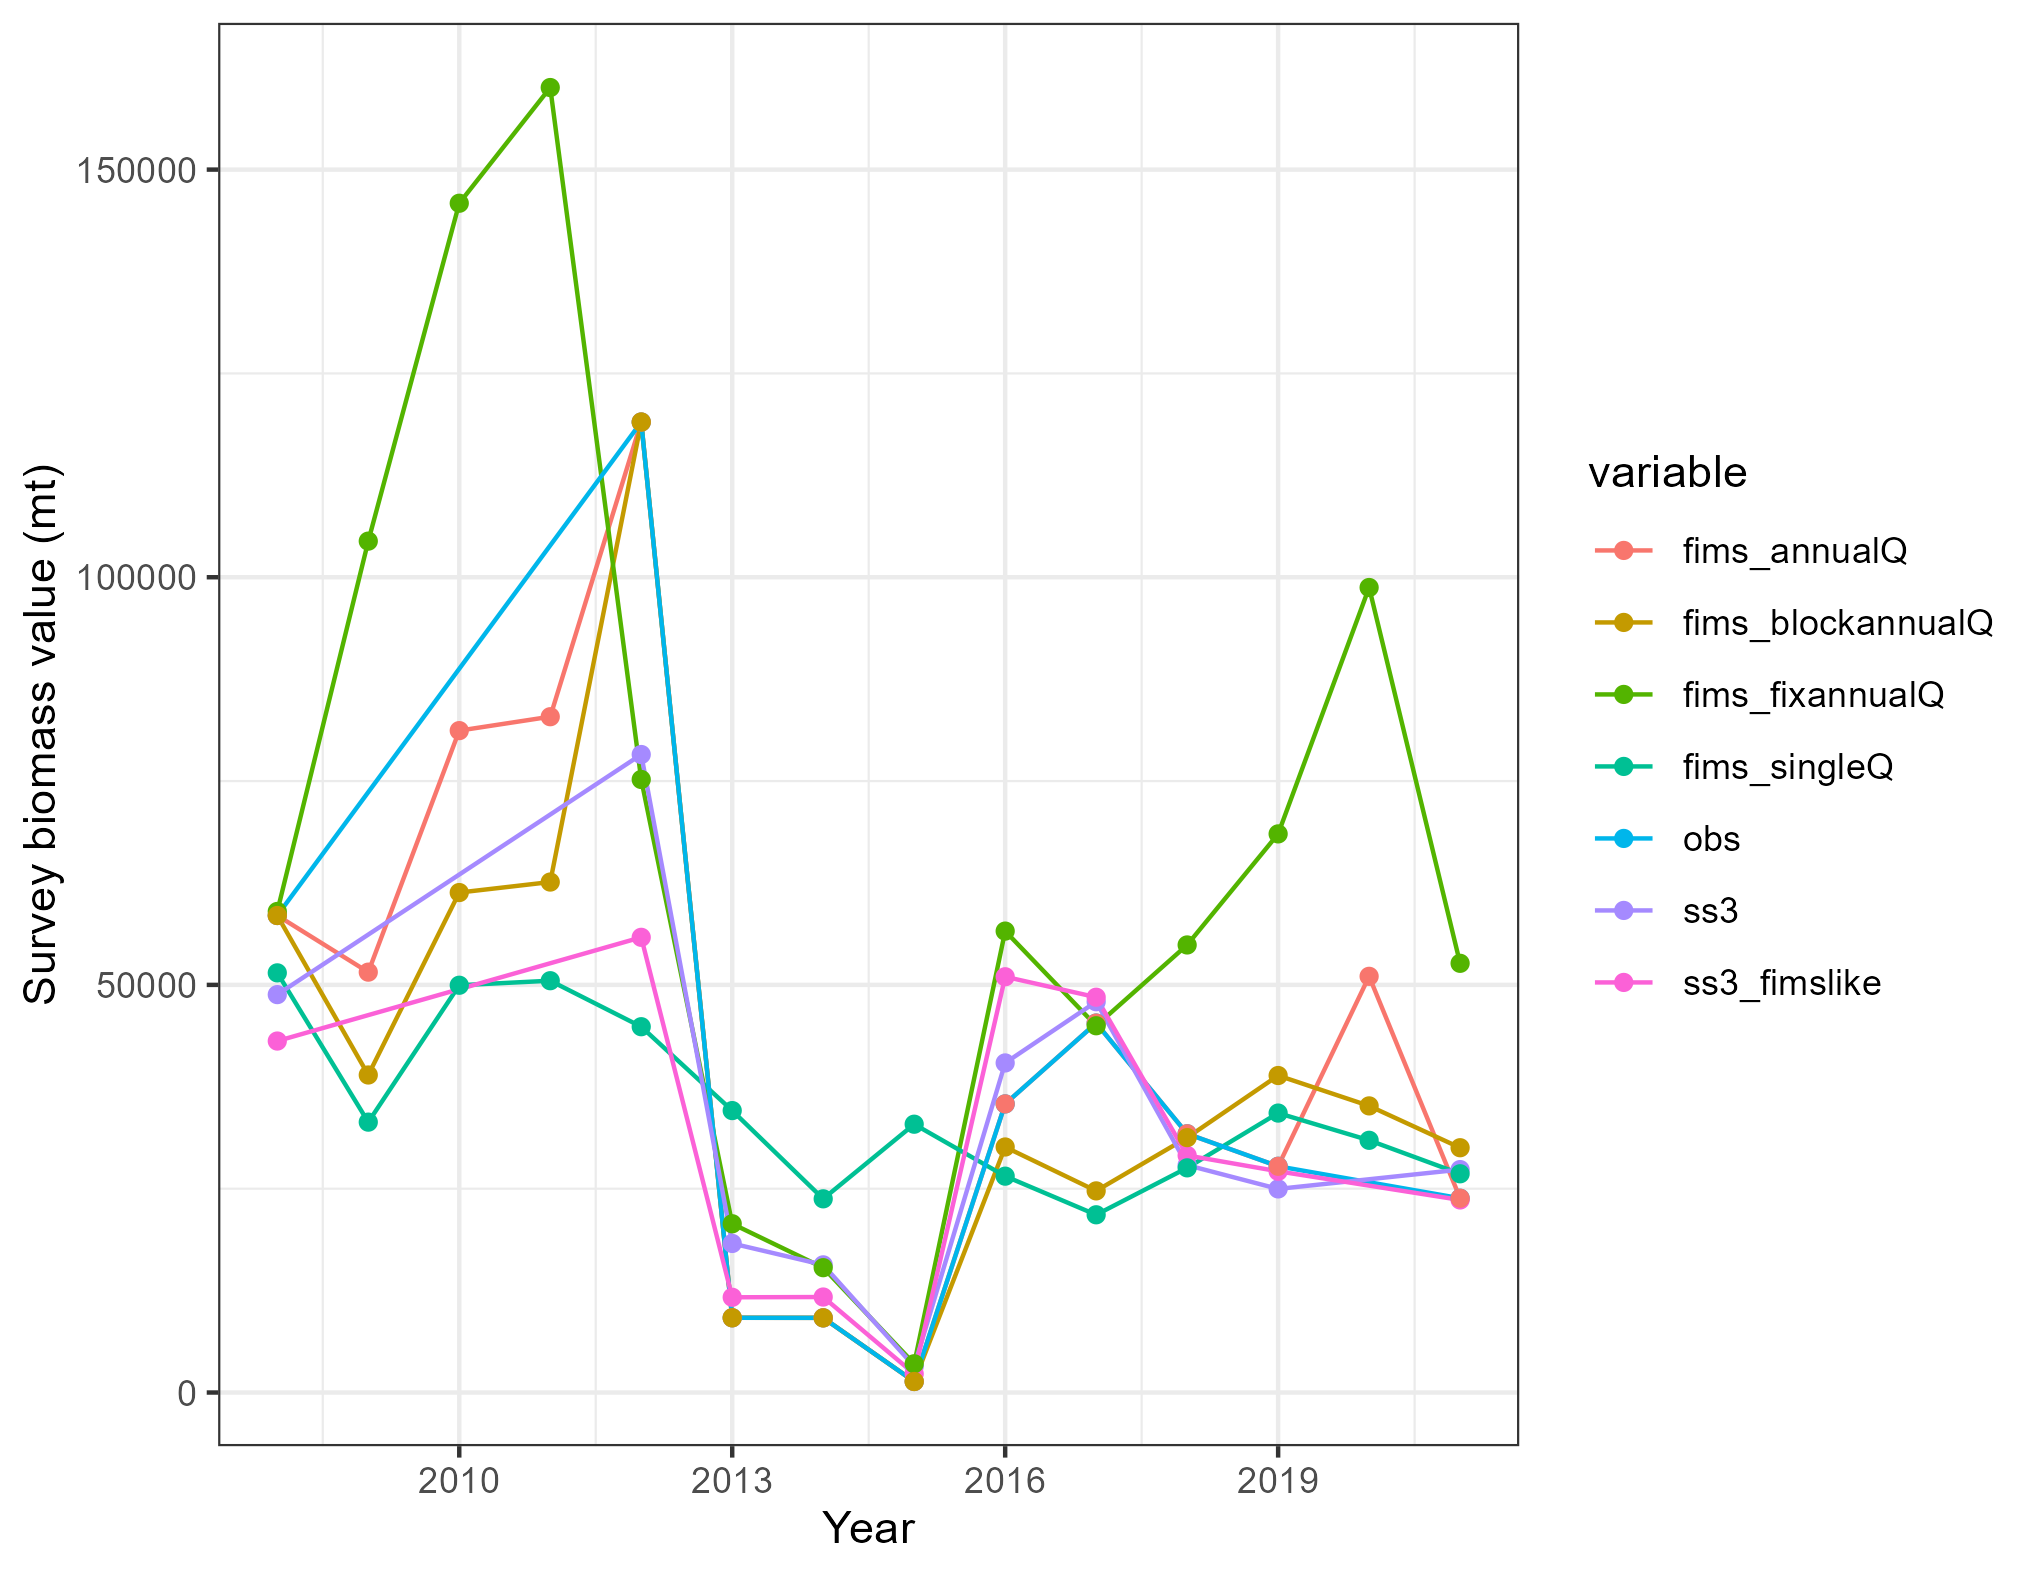 150000
100000
50000
0
Survey biomass value (mt)
2010
2013
2016
2019
Year
variable
fims_annualQ
fims_blockannualQ
fims_fixannualQ
fims_singleQ
obs
ss3
ss3_fimslike